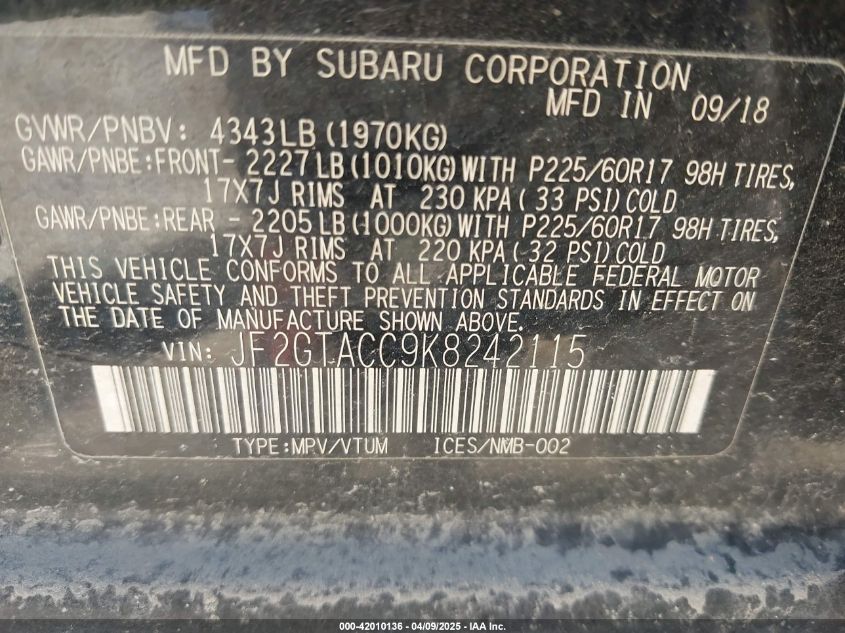 MFD BY SUBARU CORPORATION
MFD IN 09/18
GVWR/PNBV: 4343LB (1970KG)
GAWR/PNBE:FRONT- 2227LB(1010KG)WITH P225/60R17 98H TIRES,
17X7J RIMS AT 230 KPA( 33 PSI)COLD
GAWR/PNBE:REAR - 2205LB(1000KG)WITH P225/60R17 98H TIRES,
17X7J RIMS AT 220 KPA( 32 PSI)COLD
THIS VEHICLE CONFORMS TO ALL APPLICABLE FEDERAL MOTOR
VEHICLE SAFETY AND THEFT PREVENTION STANDARDS IN EFFECT ON
THE DATE OF MANUFACTURE SHOWN ABOVE.
VIN: JF2GTACC9K8242115
TYPE:MPV/VTUM ICES/NMB-002
000-42010136 - 04/09/2025 - IAA Inc.